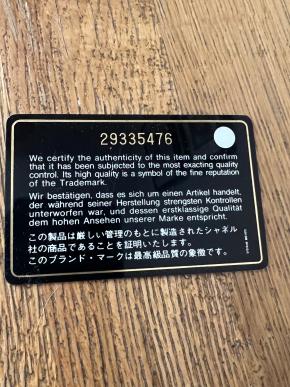 29335476
We certify the authenticity of this item and confirm
that it has been subjected to the most exacting quality
control. Its high quality is a symbol of the fine reputation
of the Trademark.
Wir bestätigen, dass es sich um einen Artikel handelt,
der während seiner Herstellung strengsten Kontrollen
unterworfen war, und dessen erstklassige Qualität
dem hohen Ansehen unserer Marke entspricht.
この製品は厳しい管理のもとに製造されたシャネル
社の商品であることを証明いたします。
このブランド・マークは最高級品質の象徴です。